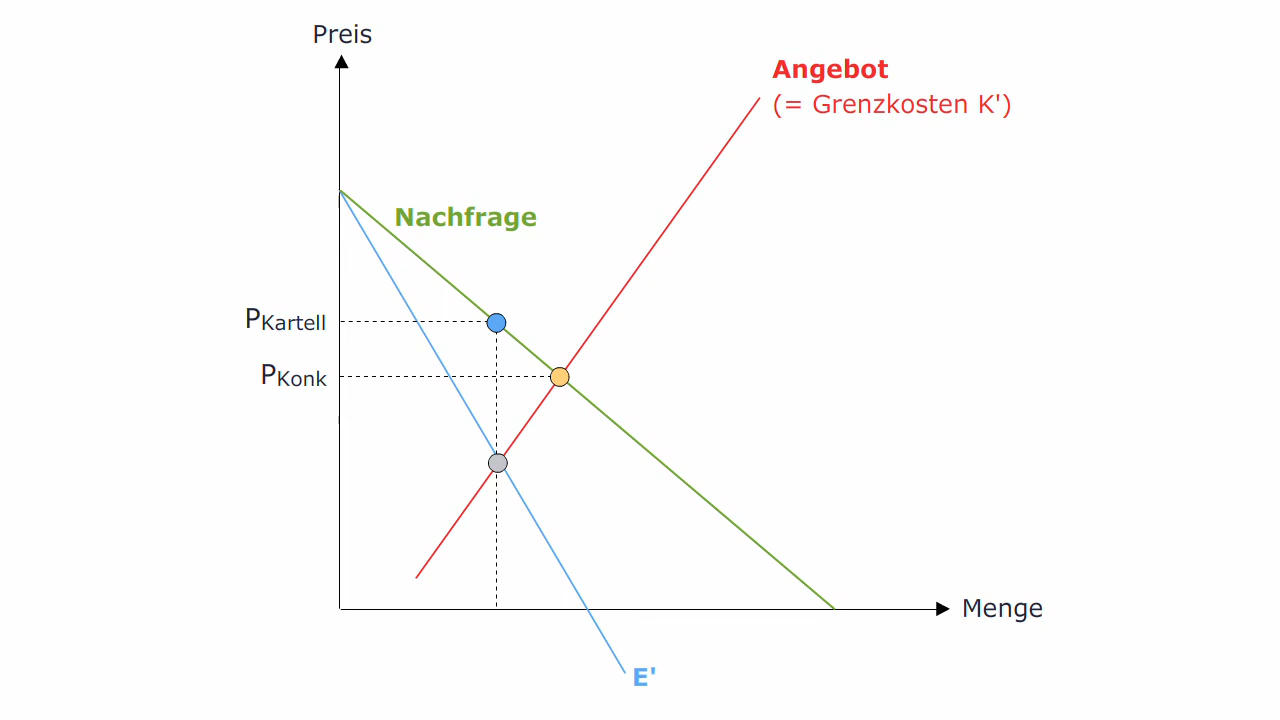 Preis
Angebot
(= Grenzkosten K')
Nachfrage
PKartell
PKonk
Menge
E'